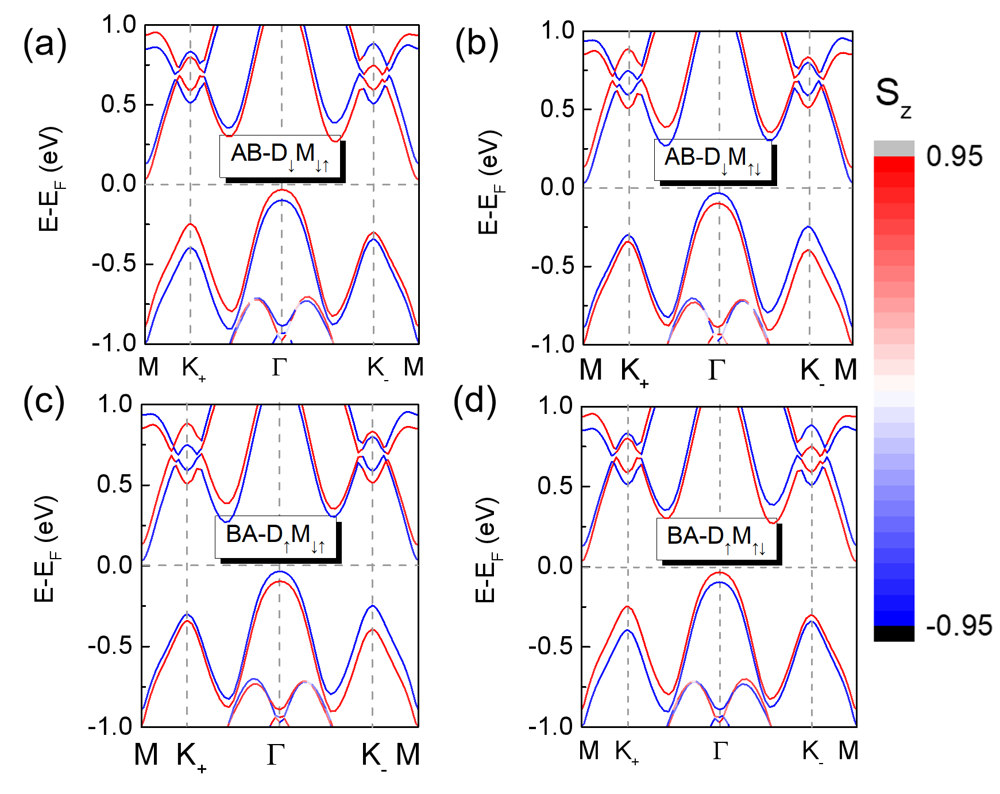 (a)
1.0
0.5
0.0
-0.5
-1.0
E-E_F (eV)
AB-D↓M↓↑
M K₊ Γ K₋ M
(b)
1.0
0.5
0.0
-0.5
-1.0
E-E_F (eV)
AB-D↓M↑↓
M K₊ Γ K₋ M
S_z
0.95
-0.95
(c)
1.0
0.5
0.0
-0.5
-1.0
E-E_F (eV)
BA-D↑M↓↑
M K₊ Γ K₋ M
(d)
1.0
0.5
0.0
-0.5
-1.0
E-E_F (eV)
BA-D↑M↑↓
M K₊ Γ K₋ M